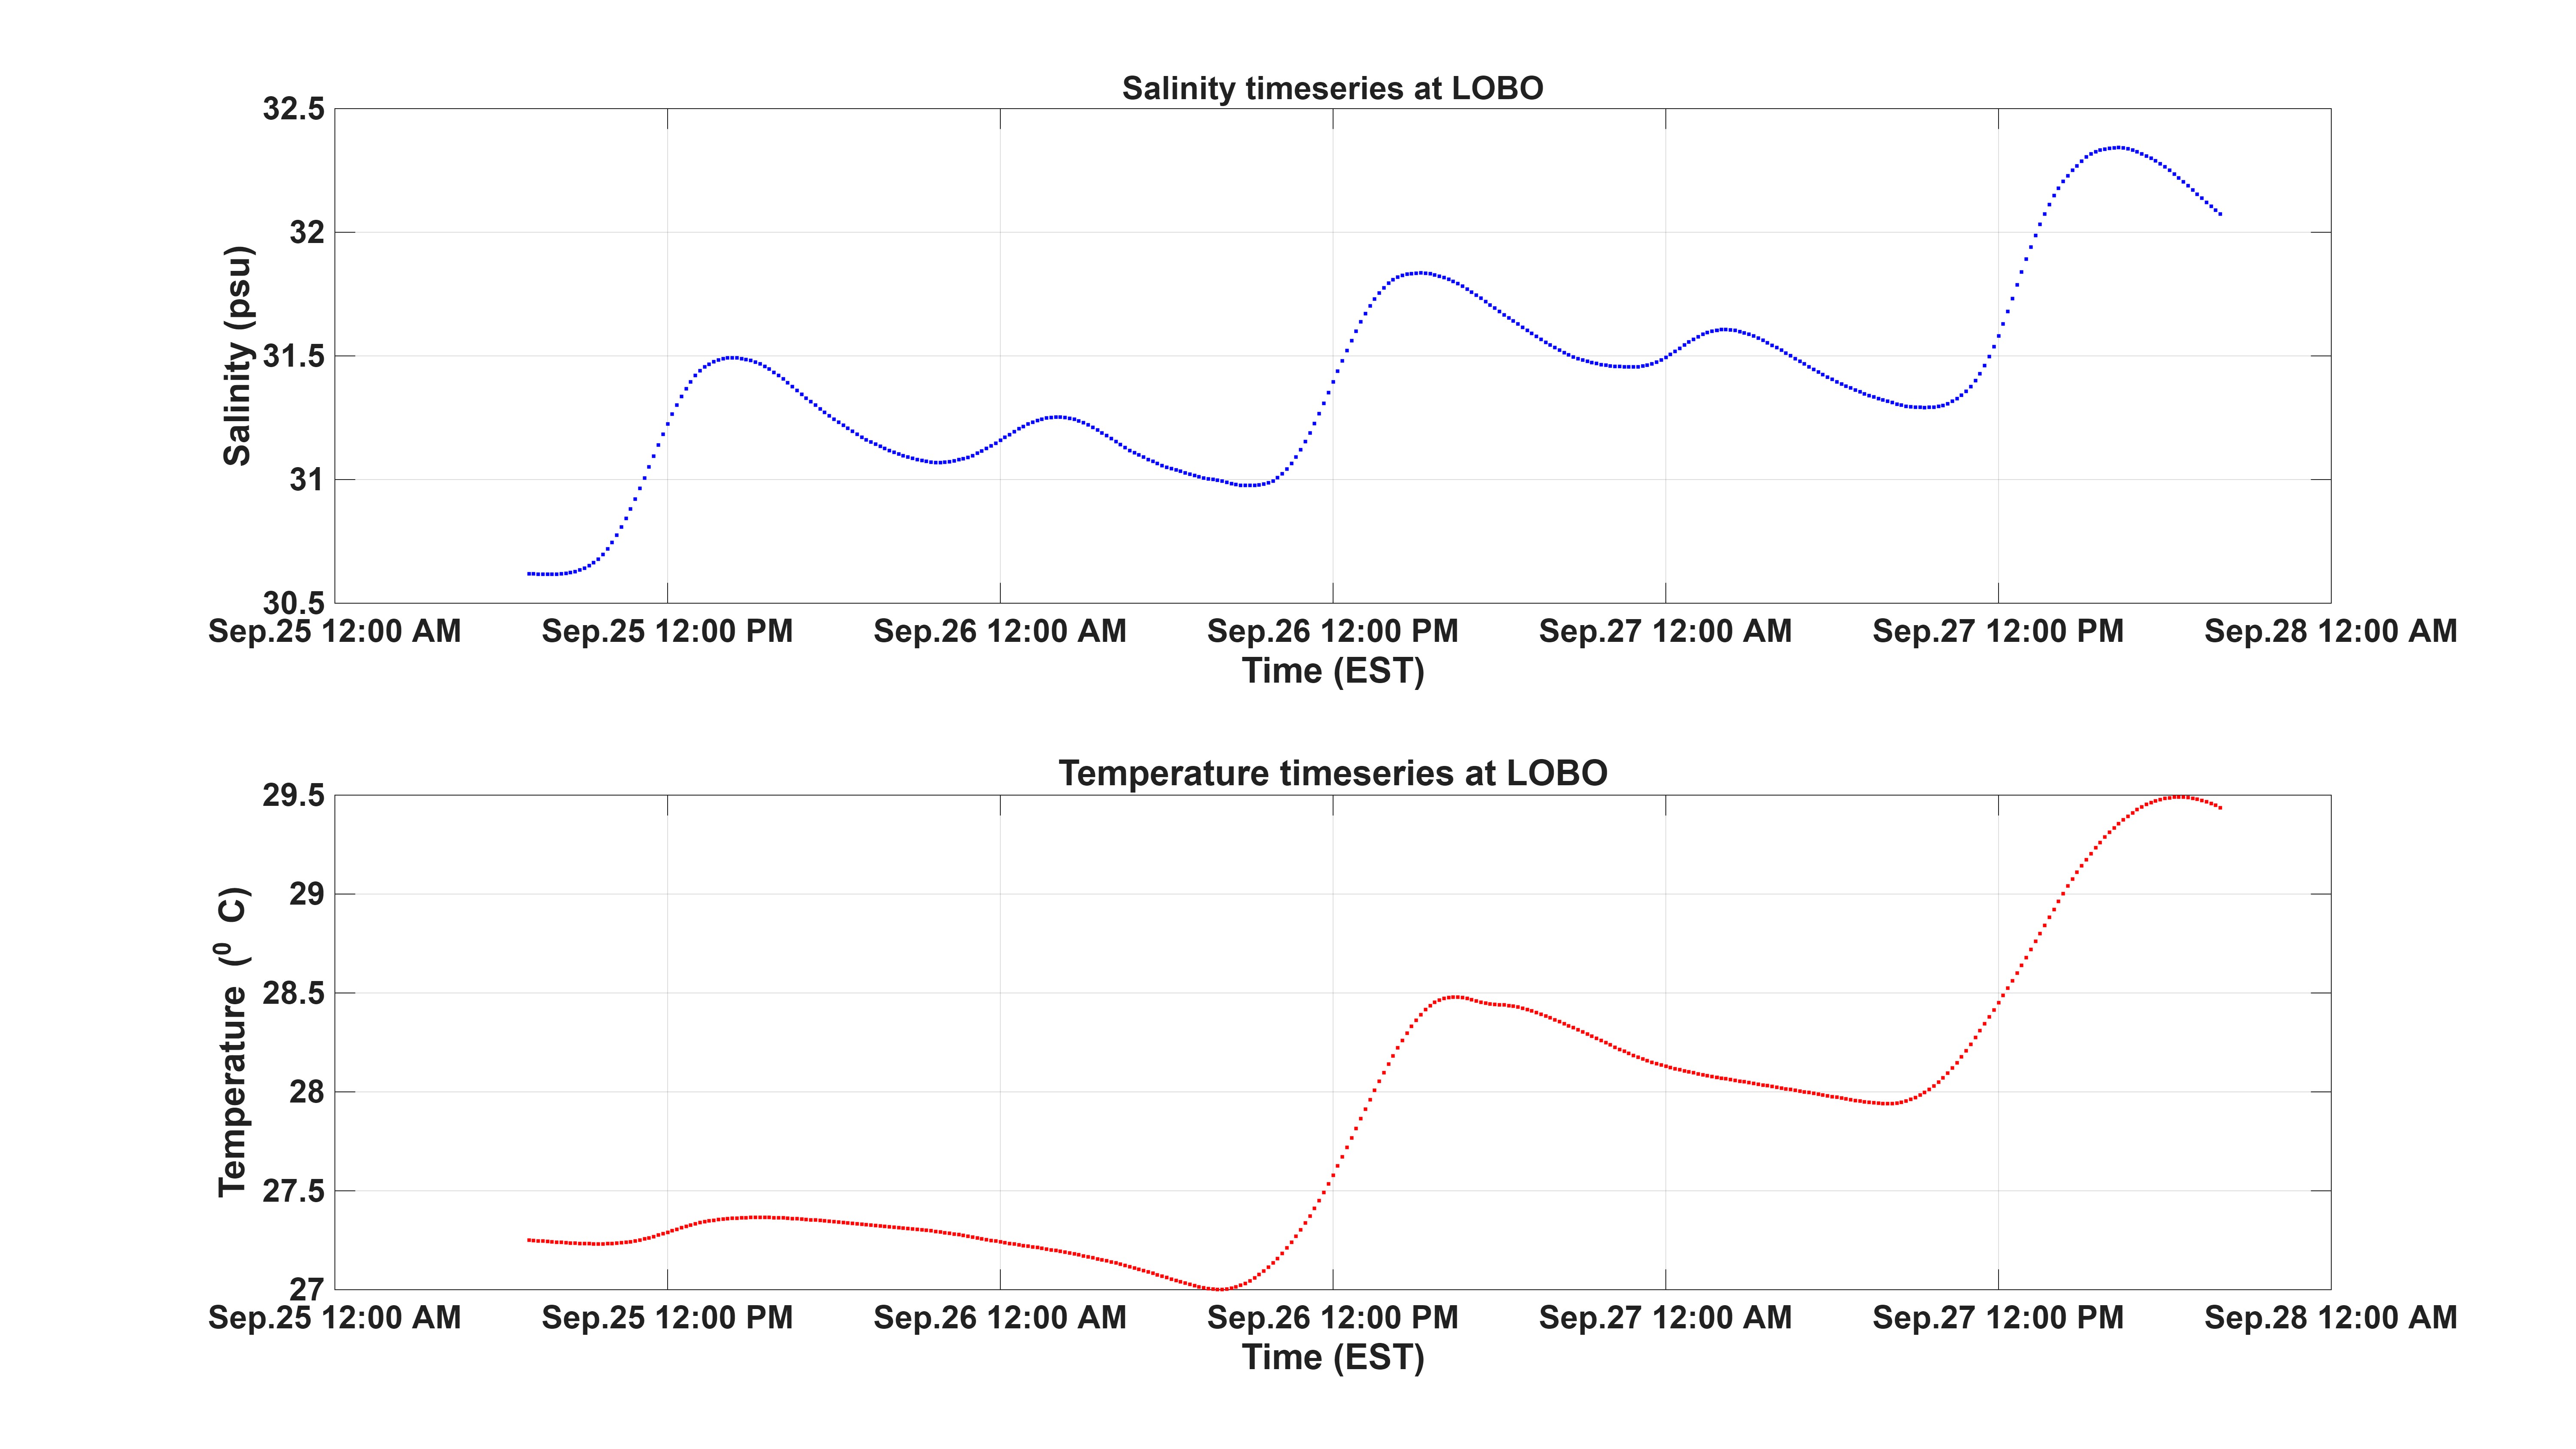 Salinity timeseries at LOBO
32.5
32
31.5
31
30.5
Salinity (psu)
Sep.25 12:00 AM Sep.25 12:00 PM Sep.26 12:00 AM Sep.26 12:00 PM Sep.27 12:00 AM Sep.27 12:00 PM Sep.28 12:00 AM
Time (EST)
Temperature timeseries at LOBO
29.5
29
28.5
28
27.5
27
Temperature (⁰ C)
Sep.25 12:00 AM Sep.25 12:00 PM Sep.26 12:00 AM Sep.26 12:00 PM Sep.27 12:00 AM Sep.27 12:00 PM Sep.28 12:00 AM
Time (EST)